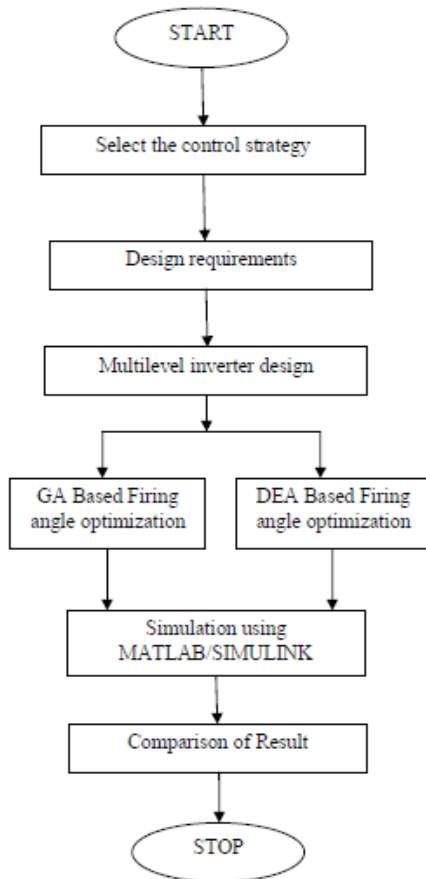 START
Select the control strategy
Design requirements
Multilevel inverter design
GA Based Firing
angle optimization
DEA Based Firing
angle optimization
Simulation using
MATLAB/SIMULINK
Comparison of Result
STOP